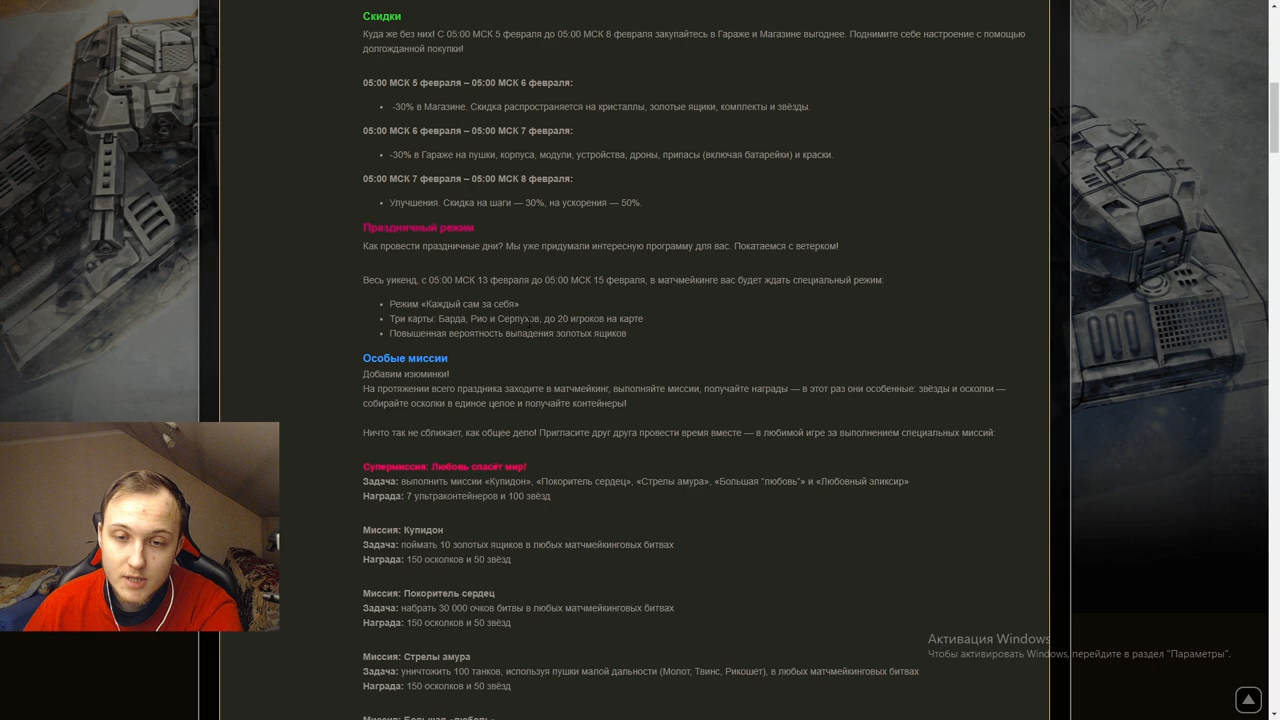 Скидки
Куда же без них! С 05:00 МСК 5 февраля до 05:00 МСК 8 февраля закупайтесь в Гараже и Магазине выгоднее. Поднимите себе настроение с помощью
долгожданной покупки!
05:00 МСК 5 февраля – 05:00 МСК 6 февраля:
• -30% в Магазине. Скидка распространяется на кристаллы, золотые ящики, комплекты и звёзды.
05:00 МСК 6 февраля – 05:00 МСК 7 февраля:
• -30% в Гараже на пушки, корпуса, модули, устройства, дроны, припасы (включая батарейки) и краски.
05:00 МСК 7 февраля – 05:00 МСК 8 февраля:
• Улучшения. Скидка на шаги — 30%, на ускорения — 50%.
Праздничный режим
Как провести праздничные дни? Мы уже придумали интересную программу для вас. Покатаемся с ветерком!
Весь уикенд, с 05:00 МСК 13 февраля до 05:00 МСК 15 февраля, в матчмейкинге вас будет ждать специальный режим:
• Режим «Каждый сам за себя»
• Три карты: Барда, Рио и Серпухов, до 20 игроков на карте
• Повышенная вероятность выпадения золотых ящиков
Особые миссии
Добавим изюминки!
На протяжении всего праздника заходите в матчмейкинг, выполняйте миссии, получайте награды — в этот раз они особенные: звёзды и осколки —
собирайте осколки в единое целое и получайте контейнеры!
Ничто так не сближает, как общее дело! Пригласите друг друга провести время вместе — в любимой игре за выполнением специальных миссий:
Супермиссия: Любовь спасёт мир!
Задача: выполнить миссии «Купидон», «Покоритель сердец», «Стрелы амура», «Большая “любовь”» и «Любовный эликсир»
Награда: 7 ультраконтейнеров и 100 звёзд
Миссия: Купидон
Задача: поймать 10 золотых ящиков в любых матчмейкинговых битвах
Награда: 150 осколков и 50 звёзд
Миссия: Покоритель сердец
Задача: набрать 30 000 очков битвы в любых матчмейкинговых битвах
Награда: 150 осколков и 50 звёзд
Миссия: Стрелы амура
Задача: уничтожить 100 танков, используя пушки малой дальности (Молот, Твинс, Рикошет), в любых матчмейкинговых битвах
Награда: 150 осколков и 50 звёзд
Миссия: Большая «любовь»
Активация Windows
Чтобы активировать Windows, перейдите в раздел "Параметры".